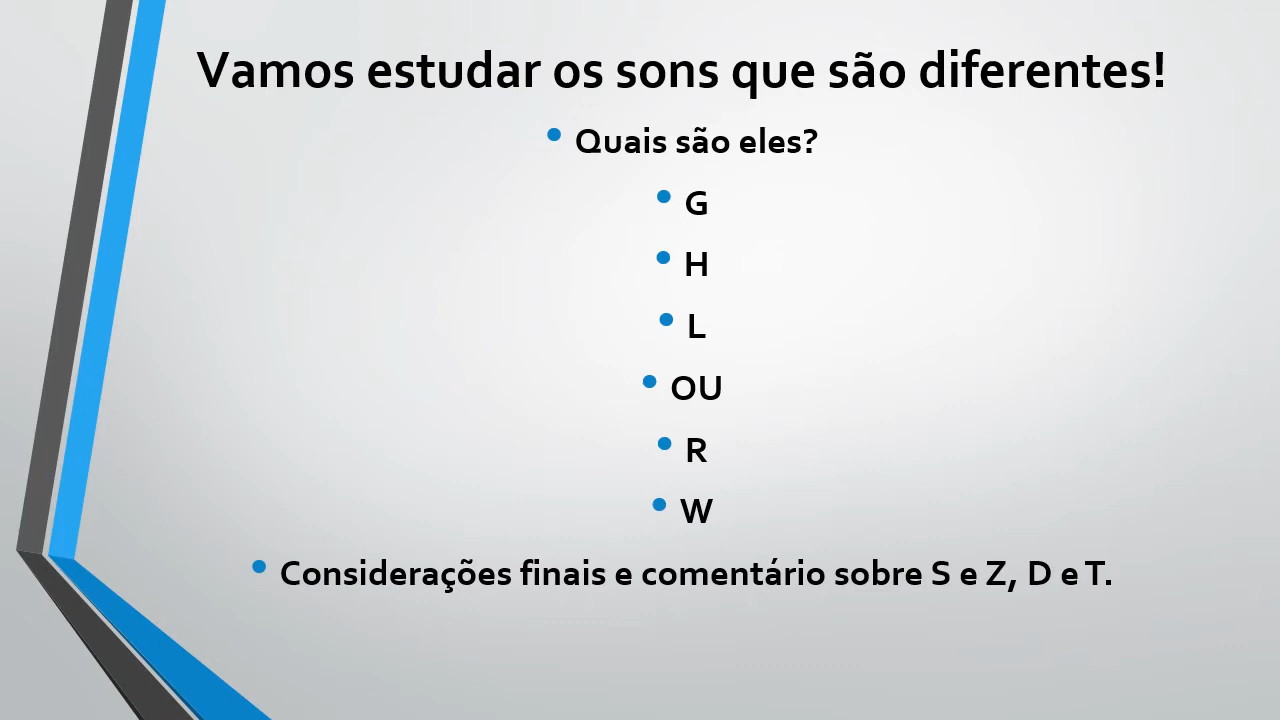 Vamos estudar os sons que são diferentes!
• Quais são eles?
• G
• H
• L
• OU
• R
• W
• Considerações finais e comentário sobre S e Z, D e T.